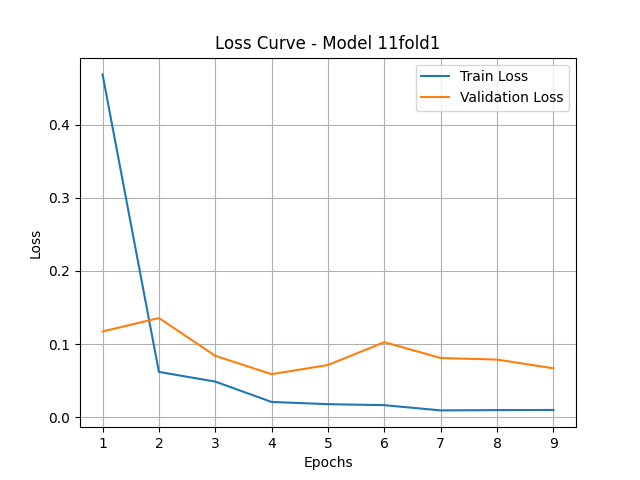 Loss Curve - Model 11fold1
Train Loss
Validation Loss
0.4
0.3
0.2
0.1
0.0
Loss
1 2 3 4 5 6 7 8 9
Epochs